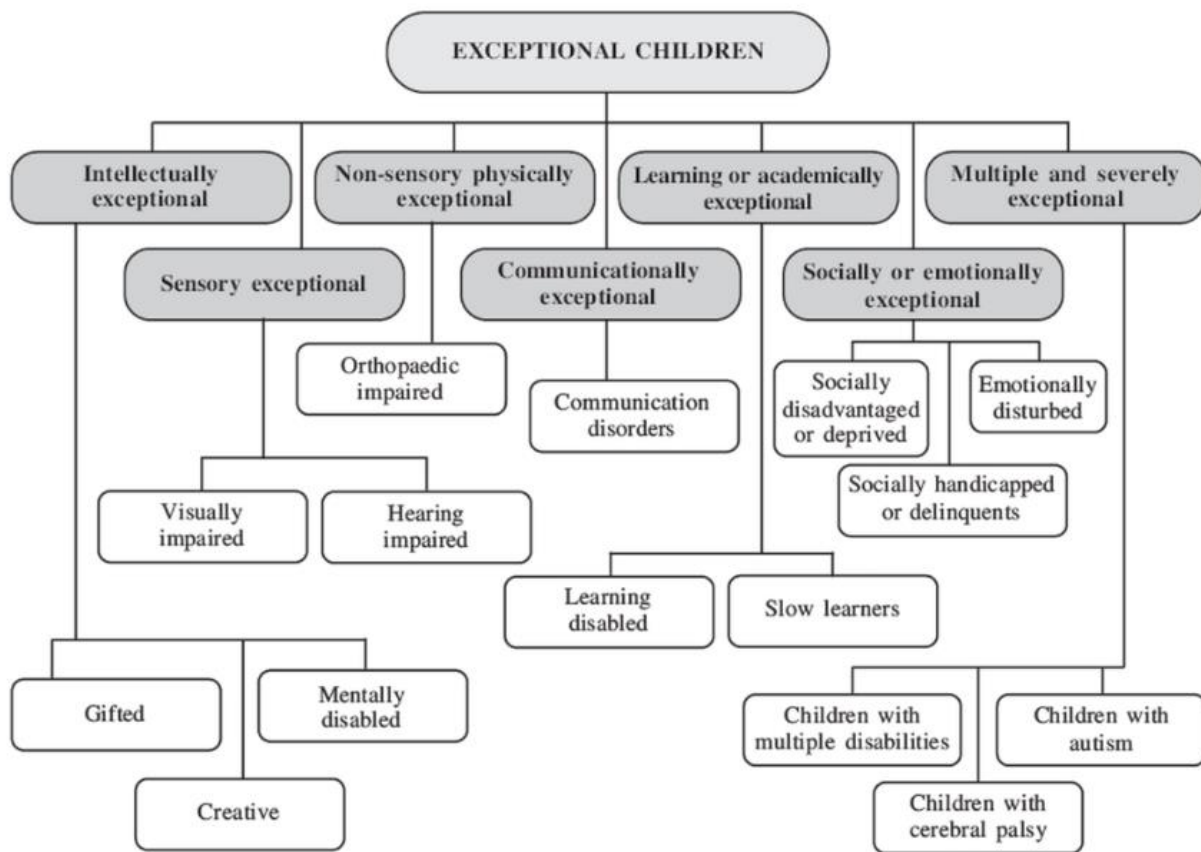 EXCEPTIONAL CHILDREN
Intellectually
exceptional
Non-sensory physically
exceptional
Learning or academically
exceptional
Multiple and severely
exceptional
Sensory exceptional
Communicationally
exceptional
Socially or emotionally
exceptional
Orthopaedic
impaired
Communication
disorders
Socially
disadvantaged
or deprived
Emotionally
disturbed
Socially handicapped
or delinquents
Visually
impaired
Hearing
impaired
Learning
disabled
Slow learners
Gifted
Mentally
disabled
Creative
Children with
multiple disabilities
Children with
autism
Children with
cerebral palsy